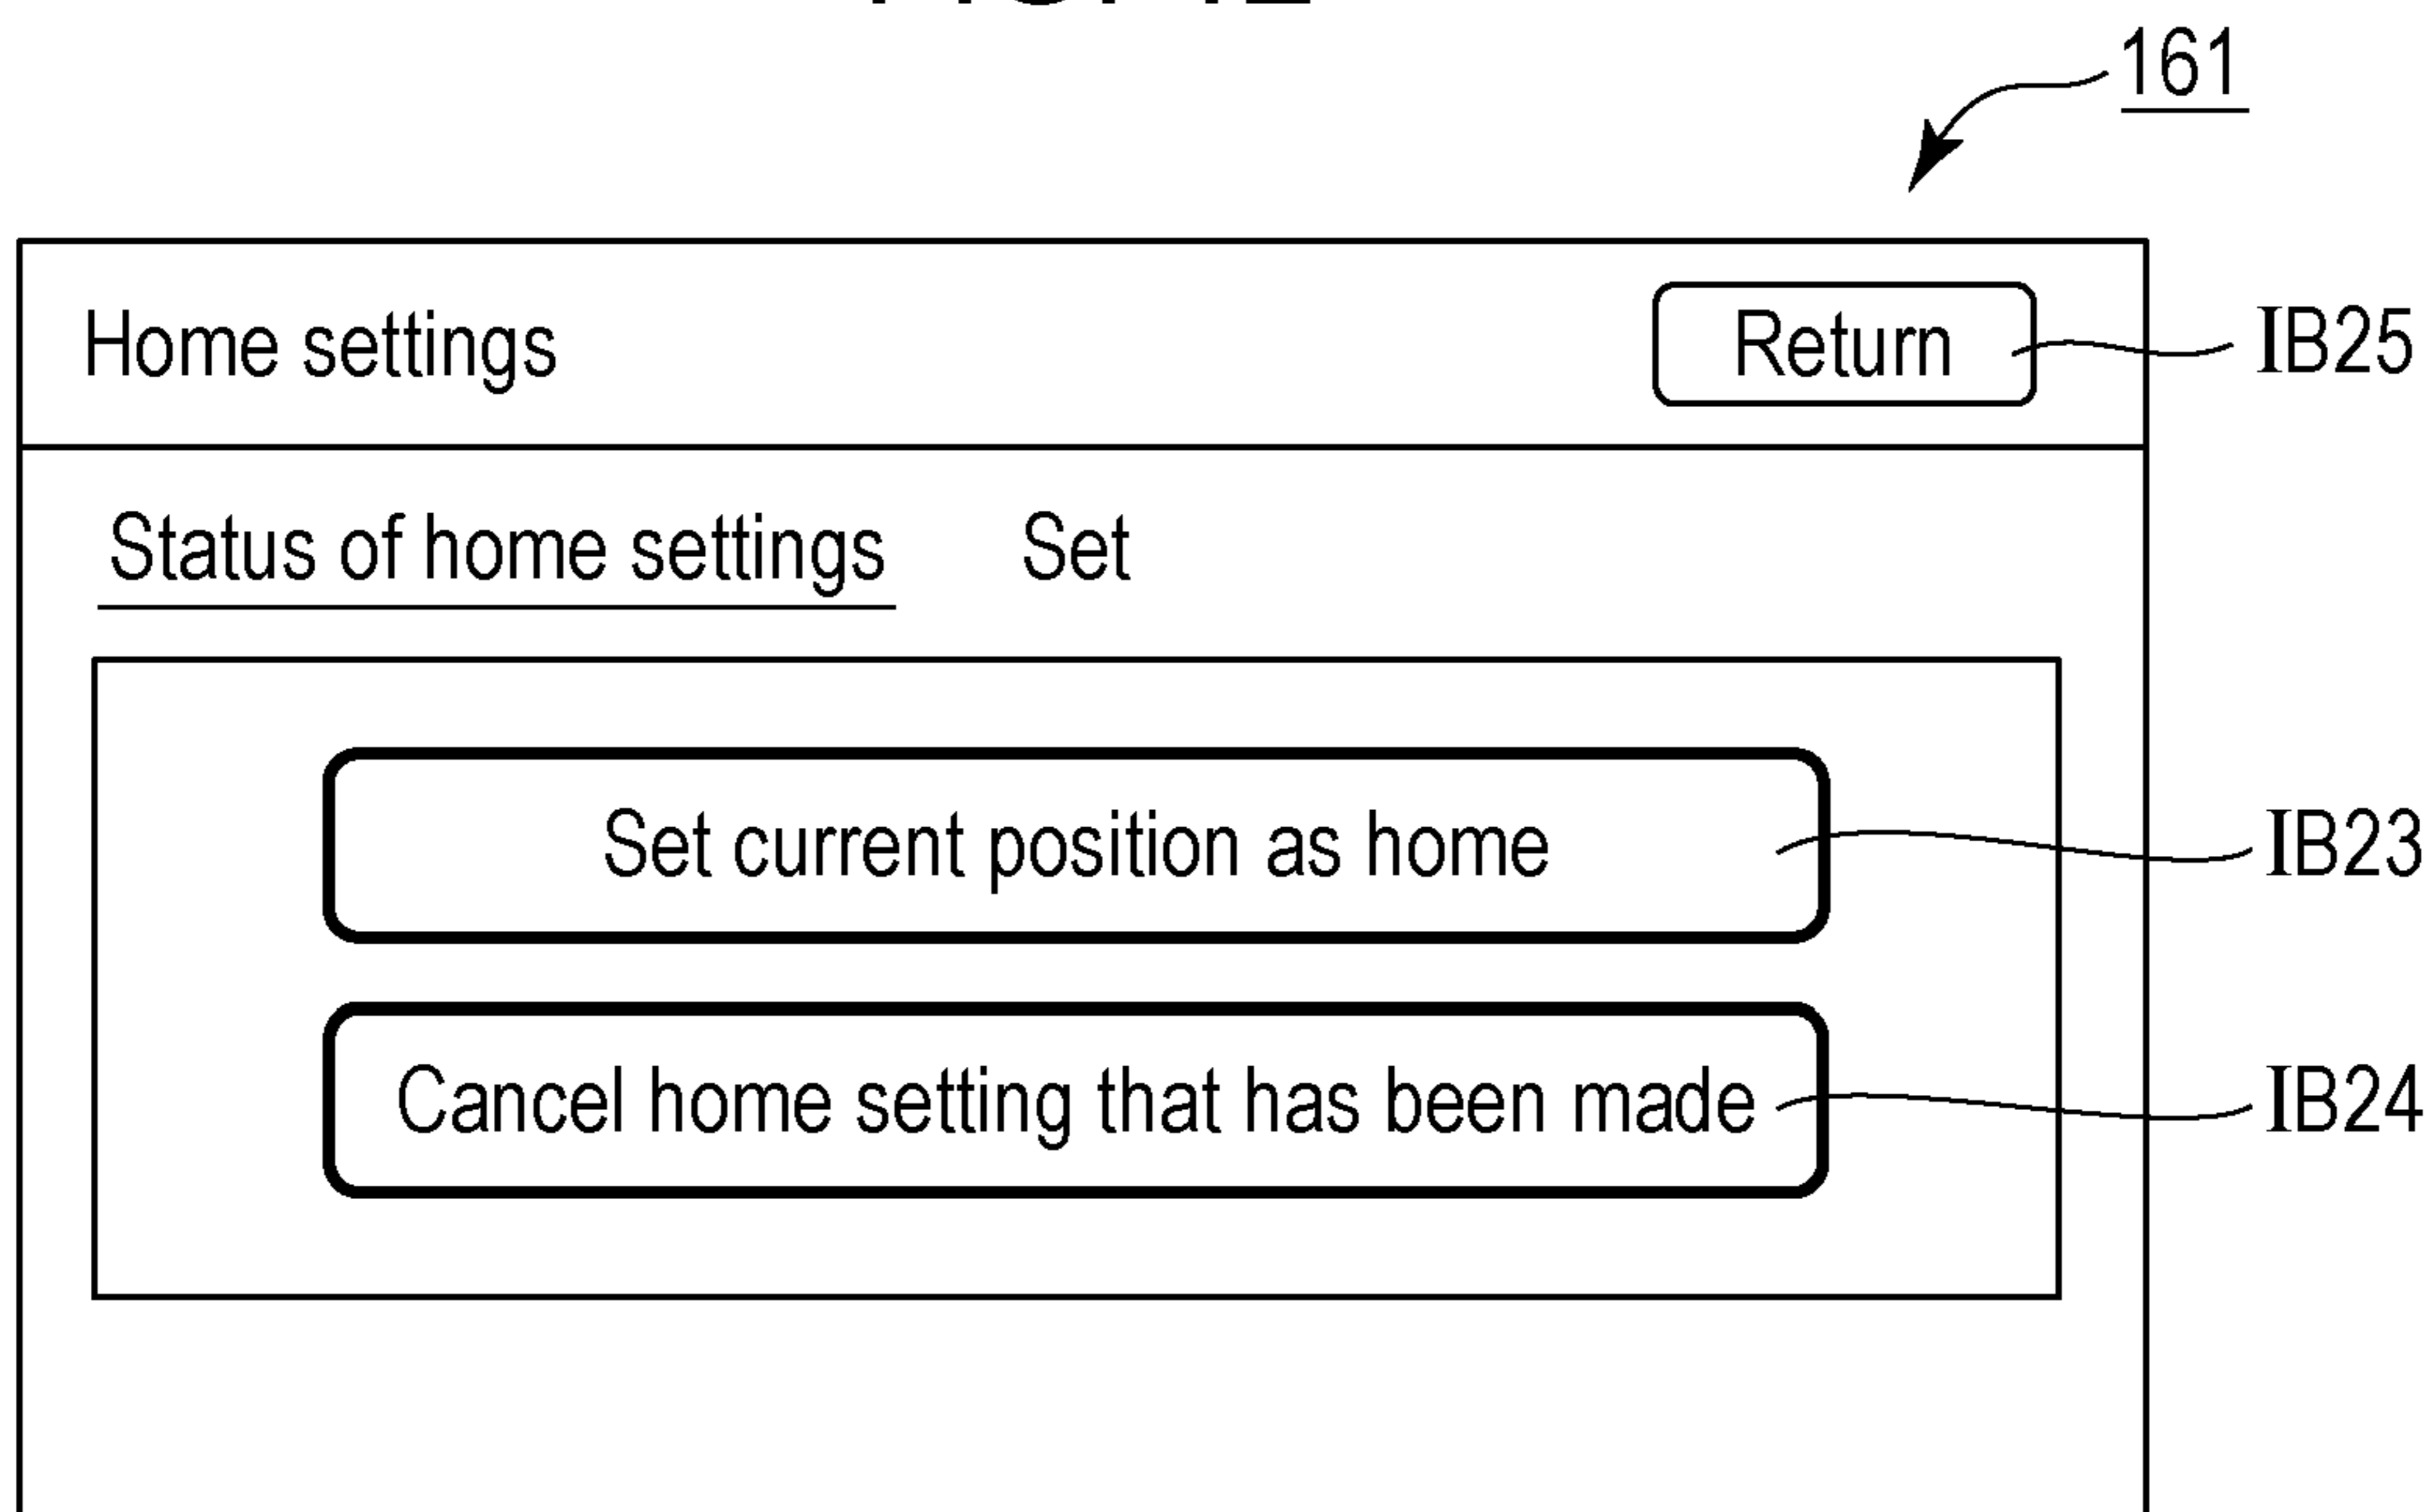 161
Home settings Return IB25
Status of home settings Set
Set current position as home IB23
Cancel home setting that has been made IB24